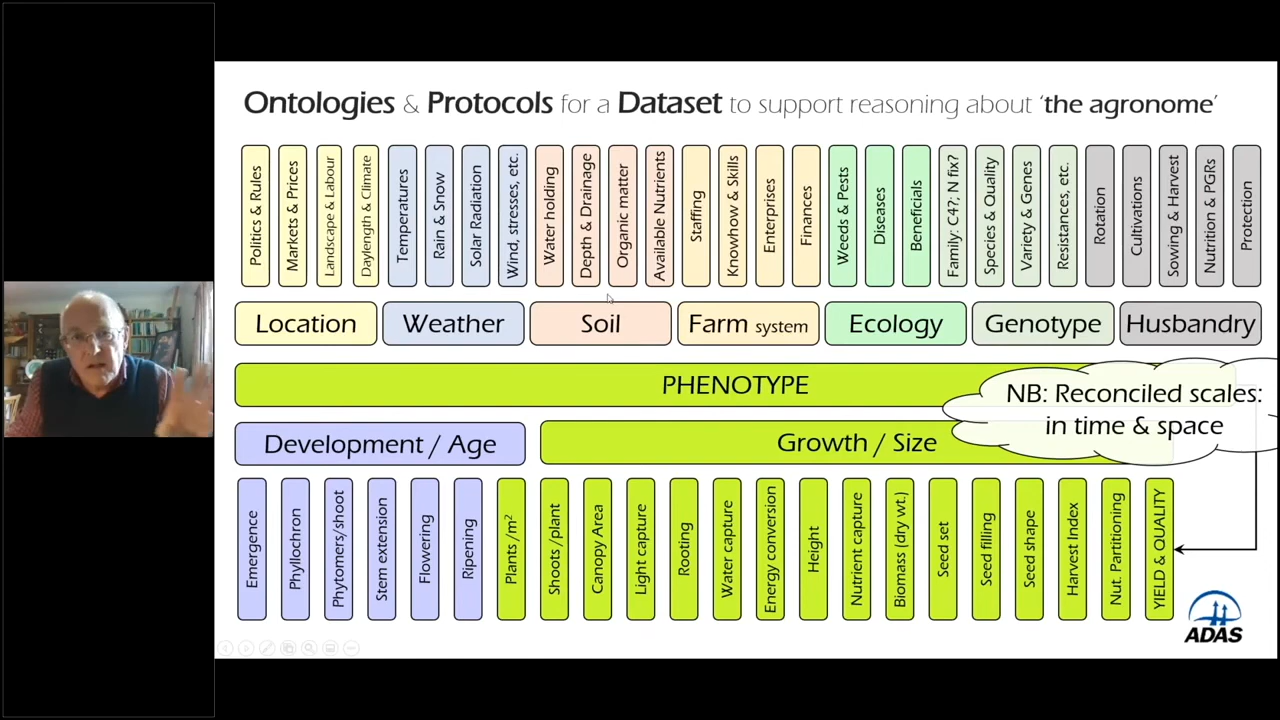 Ontologies & Protocols for a Dataset to support reasoning about ‘the agronome’
Politics & Rules
Markets & Prices
Landscape & Labour
Daylength & Climate
Temperatures
Rain & Snow
Solar Radiation
Wind, stresses, etc.
Water holding
Depth & Drainage
Organic matter
Available Nutrients
Staffing
Knowhow & Skills
Enterprises
Finances
Weeds & Pests
Diseases
Beneficials
Family: C4?; N fix?
Species & Quality
Variety & Genes
Resistances, etc.
Rotation
Cultivations
Sowing & Harvest
Nutrition & PGRs
Protection
Location
Weather
Soil
Farm system
Ecology
Genotype
Husbandry
PHENOTYPE
NB: Reconciled scales:
in time & space
Development / Age
Growth / Size
Emergence
Phyllochron
Phytomers/shoot
Stem extension
Flowering
Ripening
Plants /m²
Shoots /plant
Canopy Area
Light capture
Rooting
Water capture
Energy conversion
Height
Nutrient capture
Biomass (dry wt.)
Seed set
Seed filling
Seed shape
Harvest Index
Nut. Partitioning
YIELD & QUALITY
ADAS